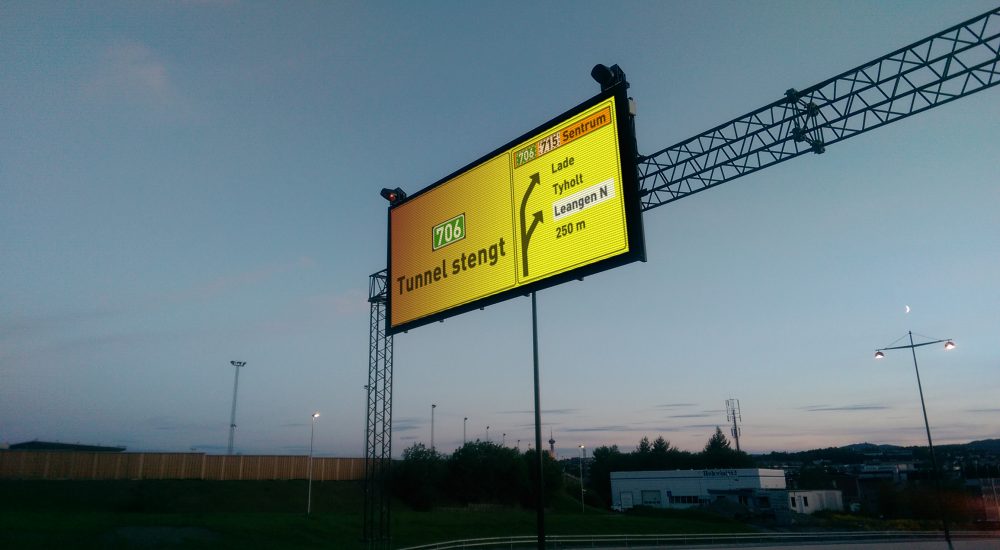 706
Tunnel stengt
706 715 Sentrum
Lade
Tyholt
Leangen N
250 m